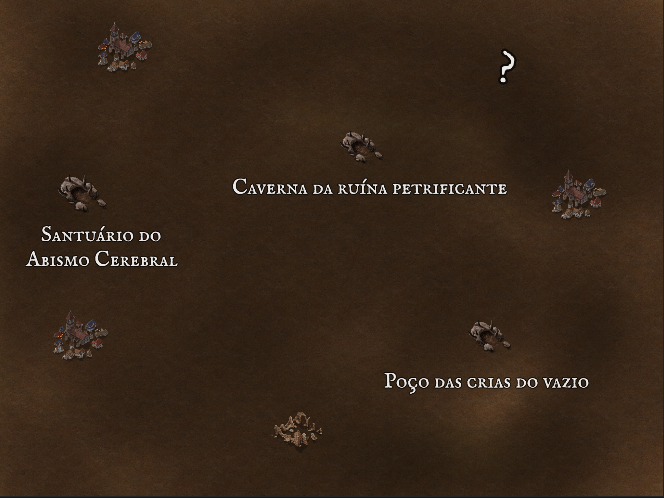 ?
Caverna da ruína petrificante
Santuário do
Abismo Cerebral
Poço das crias do vazio